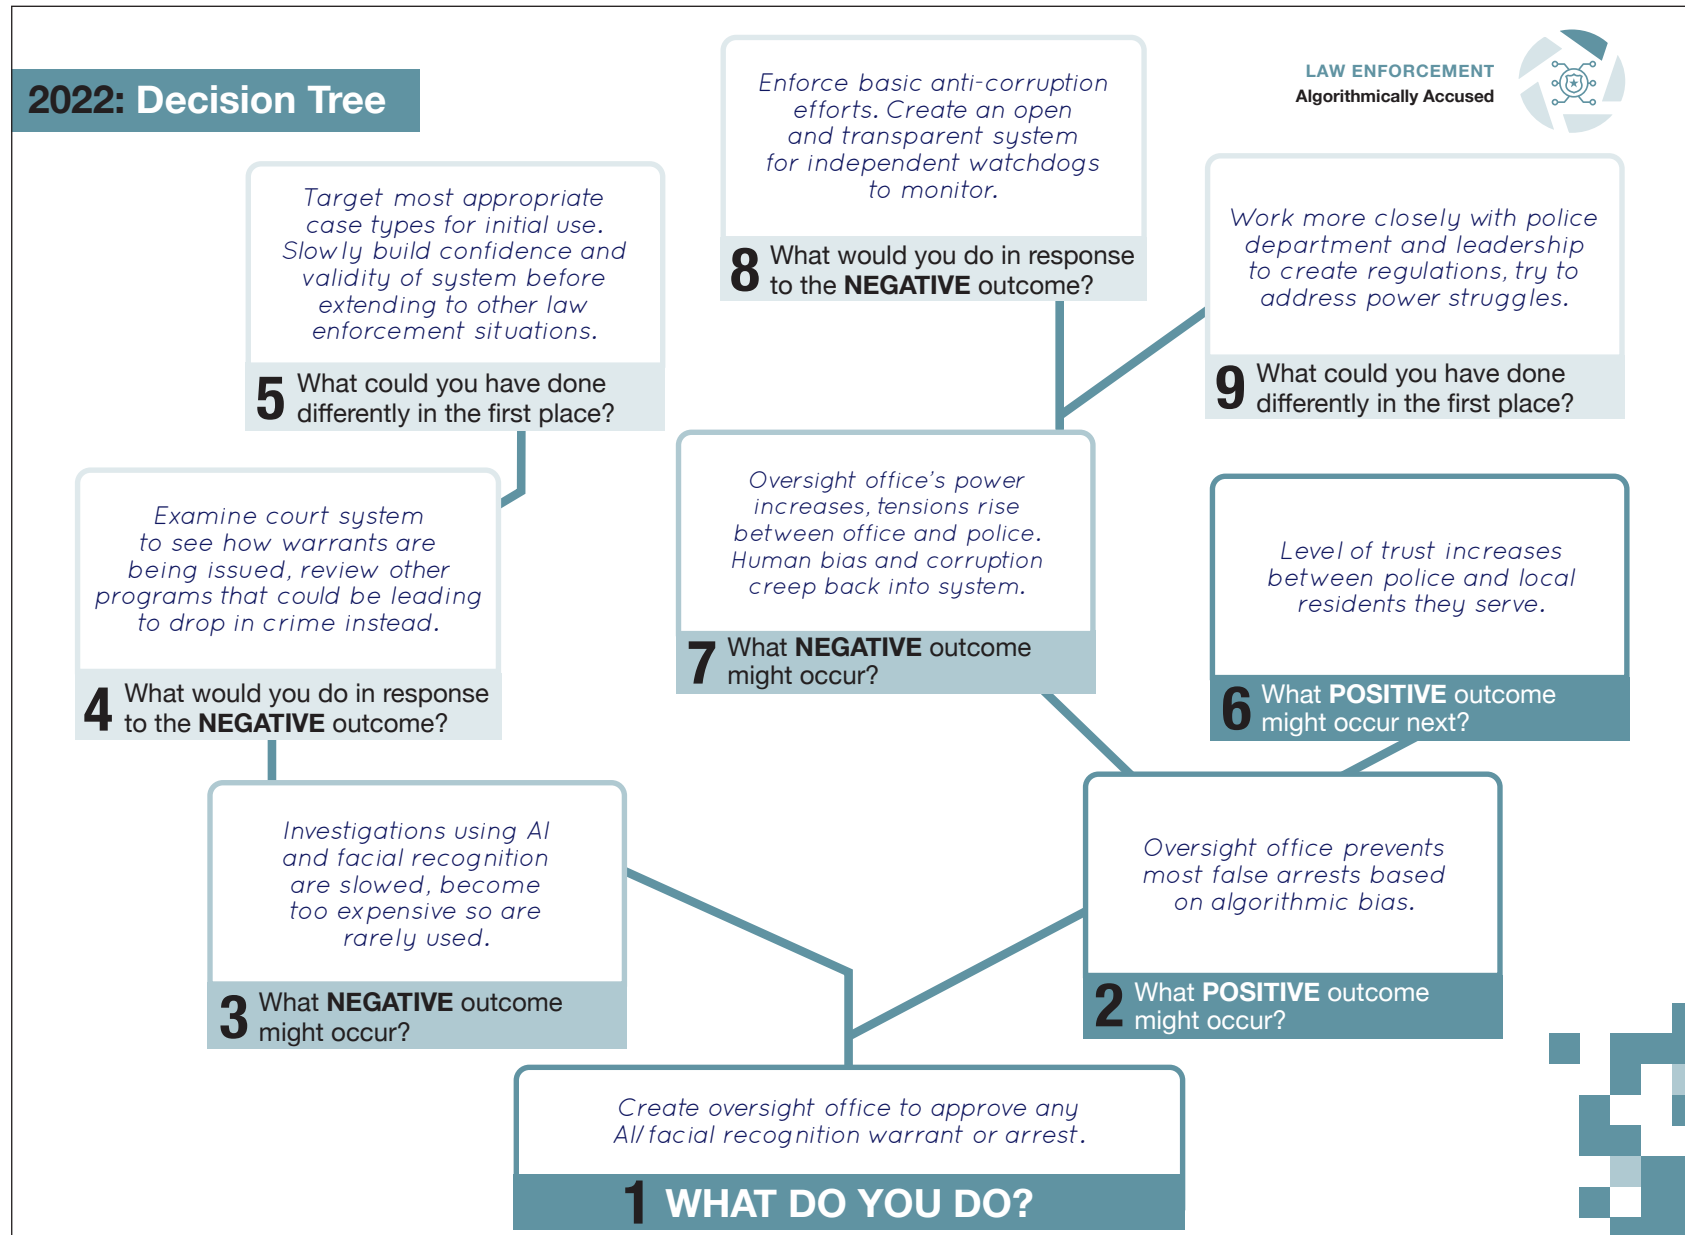 2022: Decision Tree
LAW ENFORCEMENT
Algorithmically Accused
Enforce basic anti-corruption
efforts. Create an open
and transparent system
for independent watchdogs
to monitor.
8 What would you do in response
to the NEGATIVE outcome?
Target most appropriate
case types for initial use.
Slowly build confidence and
validity of system before
extending to other law
enforcement situations.
5 What could you have done
differently in the first place?
Work more closely with police
department and leadership
to create regulations, try to
address power struggles.
9 What could you have done
differently in the first place?
Examine court system
to see how warrants are
being issued, review other
programs that could be leading
to drop in crime instead.
4 What would you do in response
to the NEGATIVE outcome?
Oversight office's power
increases, tensions rise
between office and police.
Human bias and corruption
creep back into system.
7 What NEGATIVE outcome
might occur?
Level of trust increases
between police and local
residents they serve.
6 What POSITIVE outcome
might occur next?
Investigations using AI
and facial recognition
are slowed, become
too expensive so are
rarely used.
3 What NEGATIVE outcome
might occur?
Oversight office prevents
most false arrests based
on algorithmic bias.
2 What POSITIVE outcome
might occur?
Create oversight office to approve any
AI/facial recognition warrant or arrest.
1 WHAT DO YOU DO?